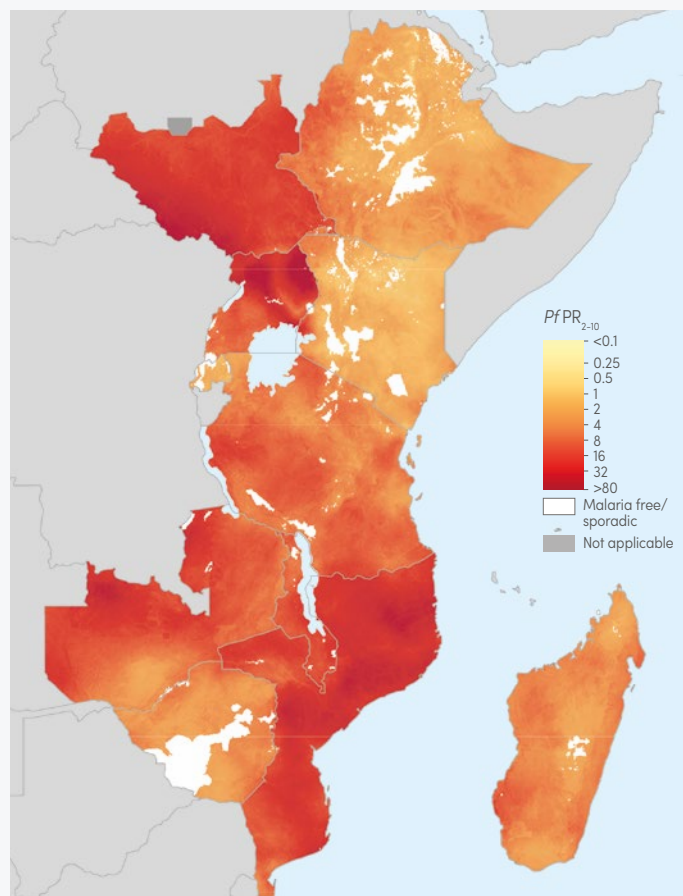 PfPR2-10
<0.1
0.25
0.5
1
2
4
8
16
32
>80
Malaria free/
sporadic
Not applicable